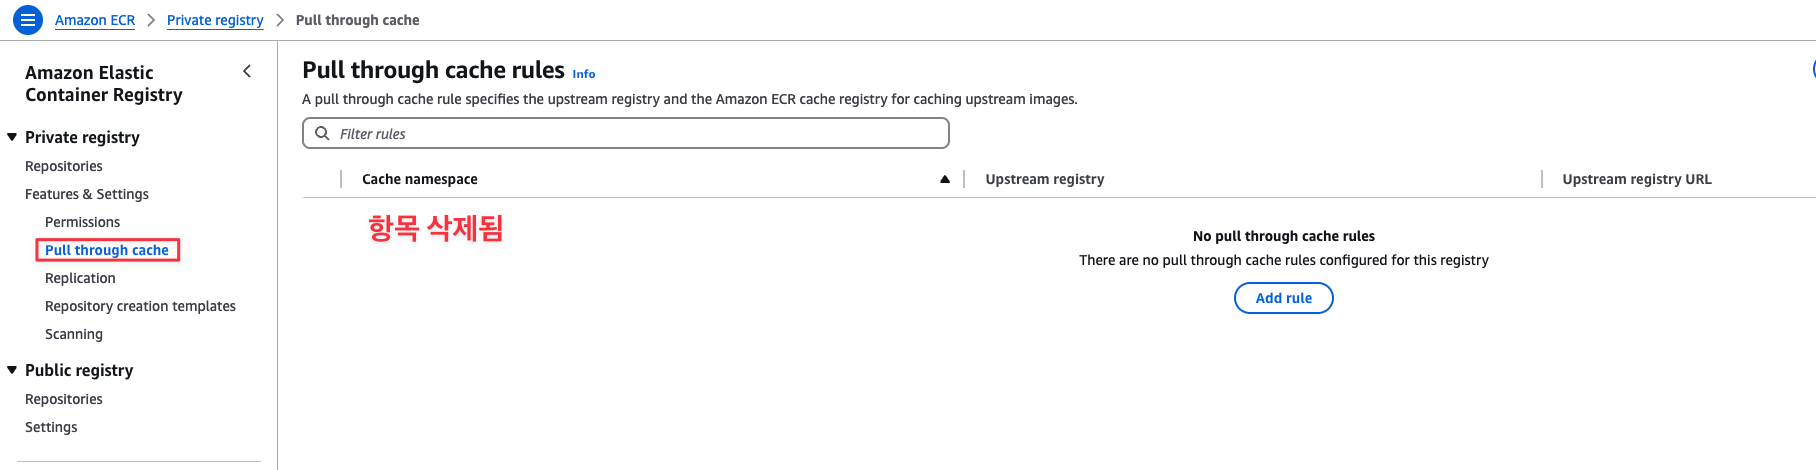 Amazon ECR > Private registry > Pull through cache
Amazon Elastic
Container Registry
Private registry
Repositories
Features & Settings
Permissions
Pull through cache
Replication
Repository creation templates
Scanning
Public registry
Repositories
Settings
Pull through cache rules Info
A pull through cache rule specifies the upstream registry and the Amazon ECR cache registry for caching upstream images.
Filter rules
Cache namespace Upstream registry Upstream registry URL
항목 삭제됨
No pull through cache rules
There are no pull through cache rules configured for this registry
Add rule